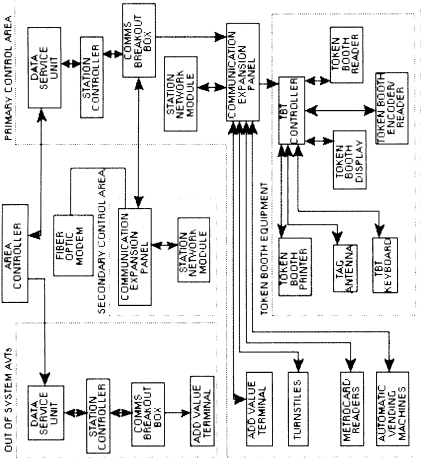 PRIMARY CONTROL AREA
DATA
SERVICE
UNIT
STATION
CONTROLLER
COMMS
BREAKOUT
BOX
STATION
NETWORK
MODULE
COMMUNICATION
EXPANSION
PANEL
TBT
CONTROLLER
TOKEN
BOOTH
READER
TOKEN BOOTH
ENCODER/
READER
TOKEN
BOOTH
DISPLAY
TOKEN BOOTH EQUIPMENT
TOKEN
BOOTH
PRINTER
TAG
ANTENNA
TBT
KEYBOARD
AREA
CONTROLLER
SECONDARY CONTROL AREA
FIBER
OPTIC
MODEM
COMMUNICATION
EXPANSION
PANEL
STATION
NETWORK
MODULE
OUT OF SYSTEM AVTs
DATA
SERVICE
UNIT
STATION
CONTROLLER
COMMS
BREAKOUT
BOX
ADD VALUE
TERMINAL
ADD VALUE
TERMINAL
TURNSTILES
METROCARD
READERS
AUTOMATIC
VENDING
MACHINES